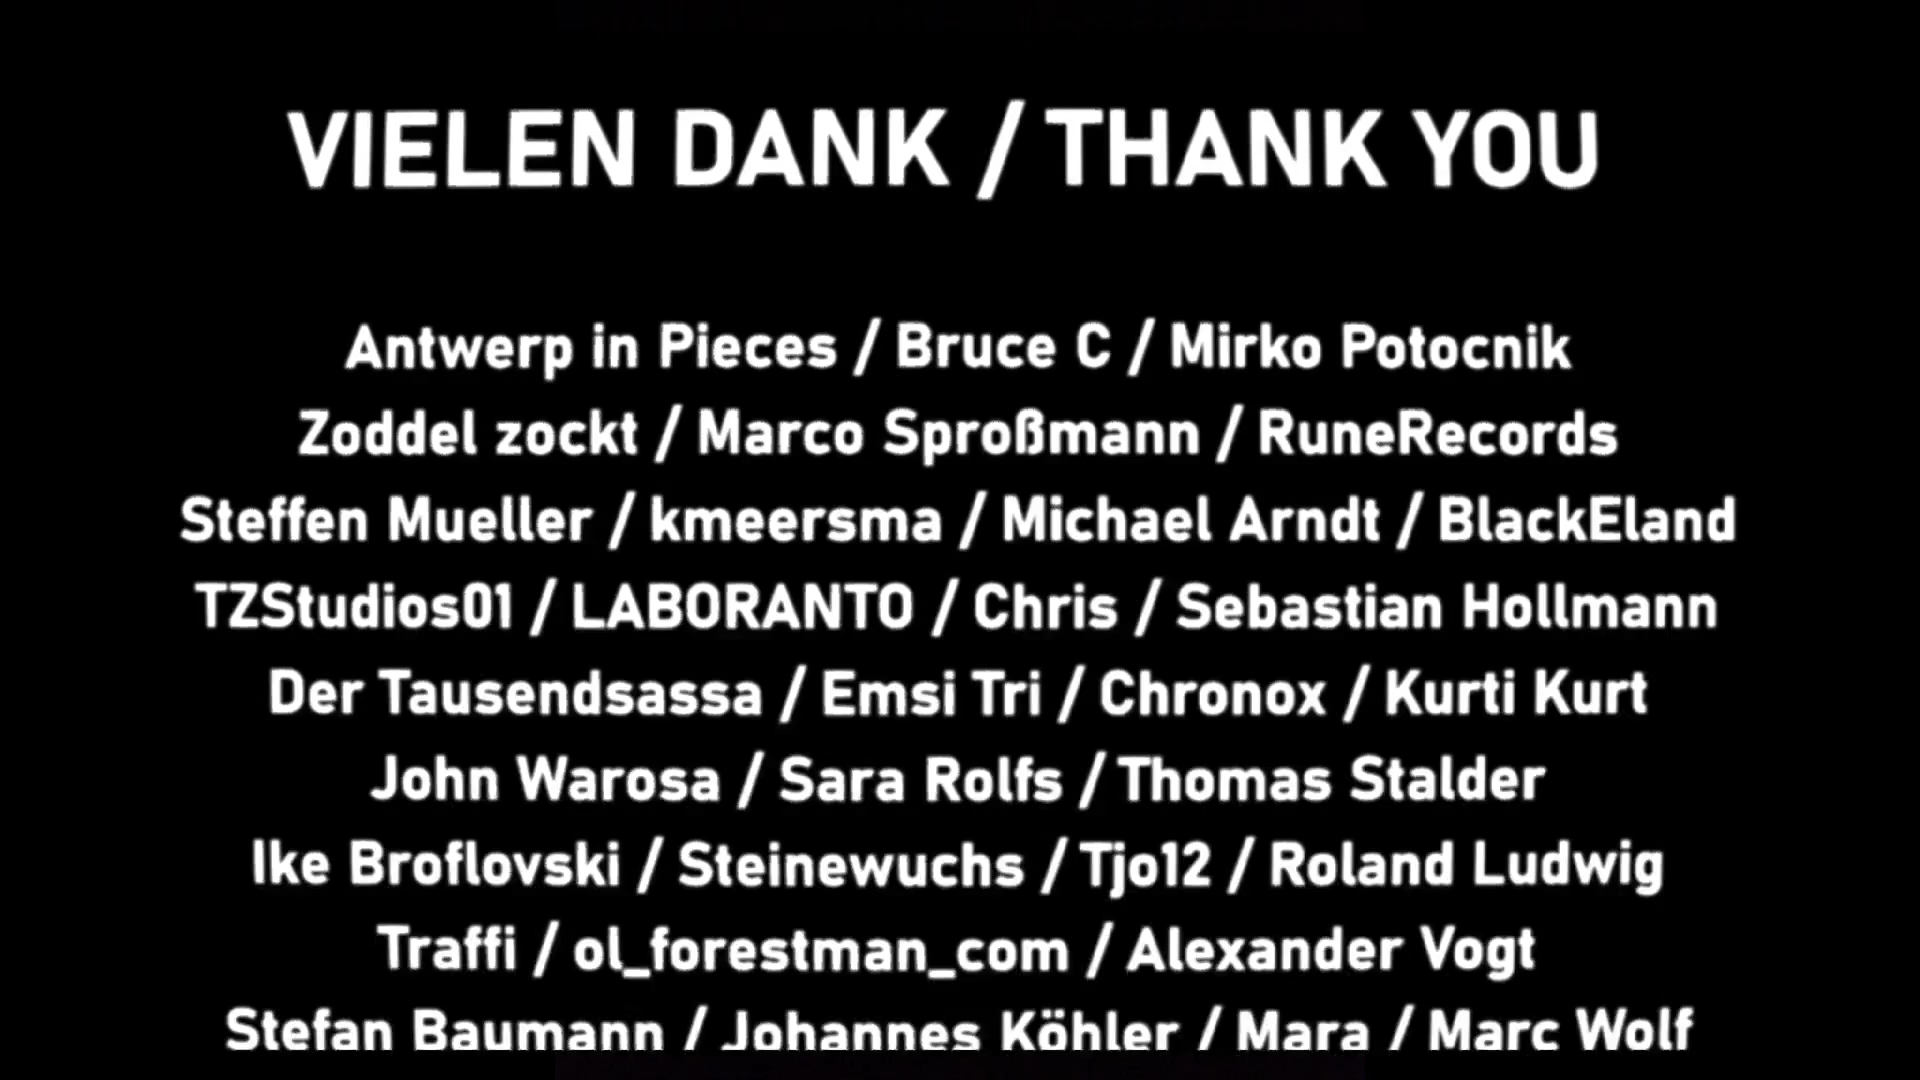 VIELEN DANK / THANK YOU
Antwerp in Pieces / Bruce C / Mirko Potocnik
Zoddel zockt / Marco Sproßmann / RuneRecords
Steffen Mueller / kmeersma / Michael Arndt / BlackEland
TZStudios01 / LABORANTO / Chris / Sebastian Hollmann
Der Tausendsassa / Emsi Tri / Chronox / Kurti Kurt
John Warosa / Sara Rolfs / Thomas Stalder
Ike Broflovski / Steinewuchs / Tjo12 / Roland Ludwig
Traffi / ol_forestman_com / Alexander Vogt
Stefan Baumann / Johannes Köhler / Mara / Marc Wolf